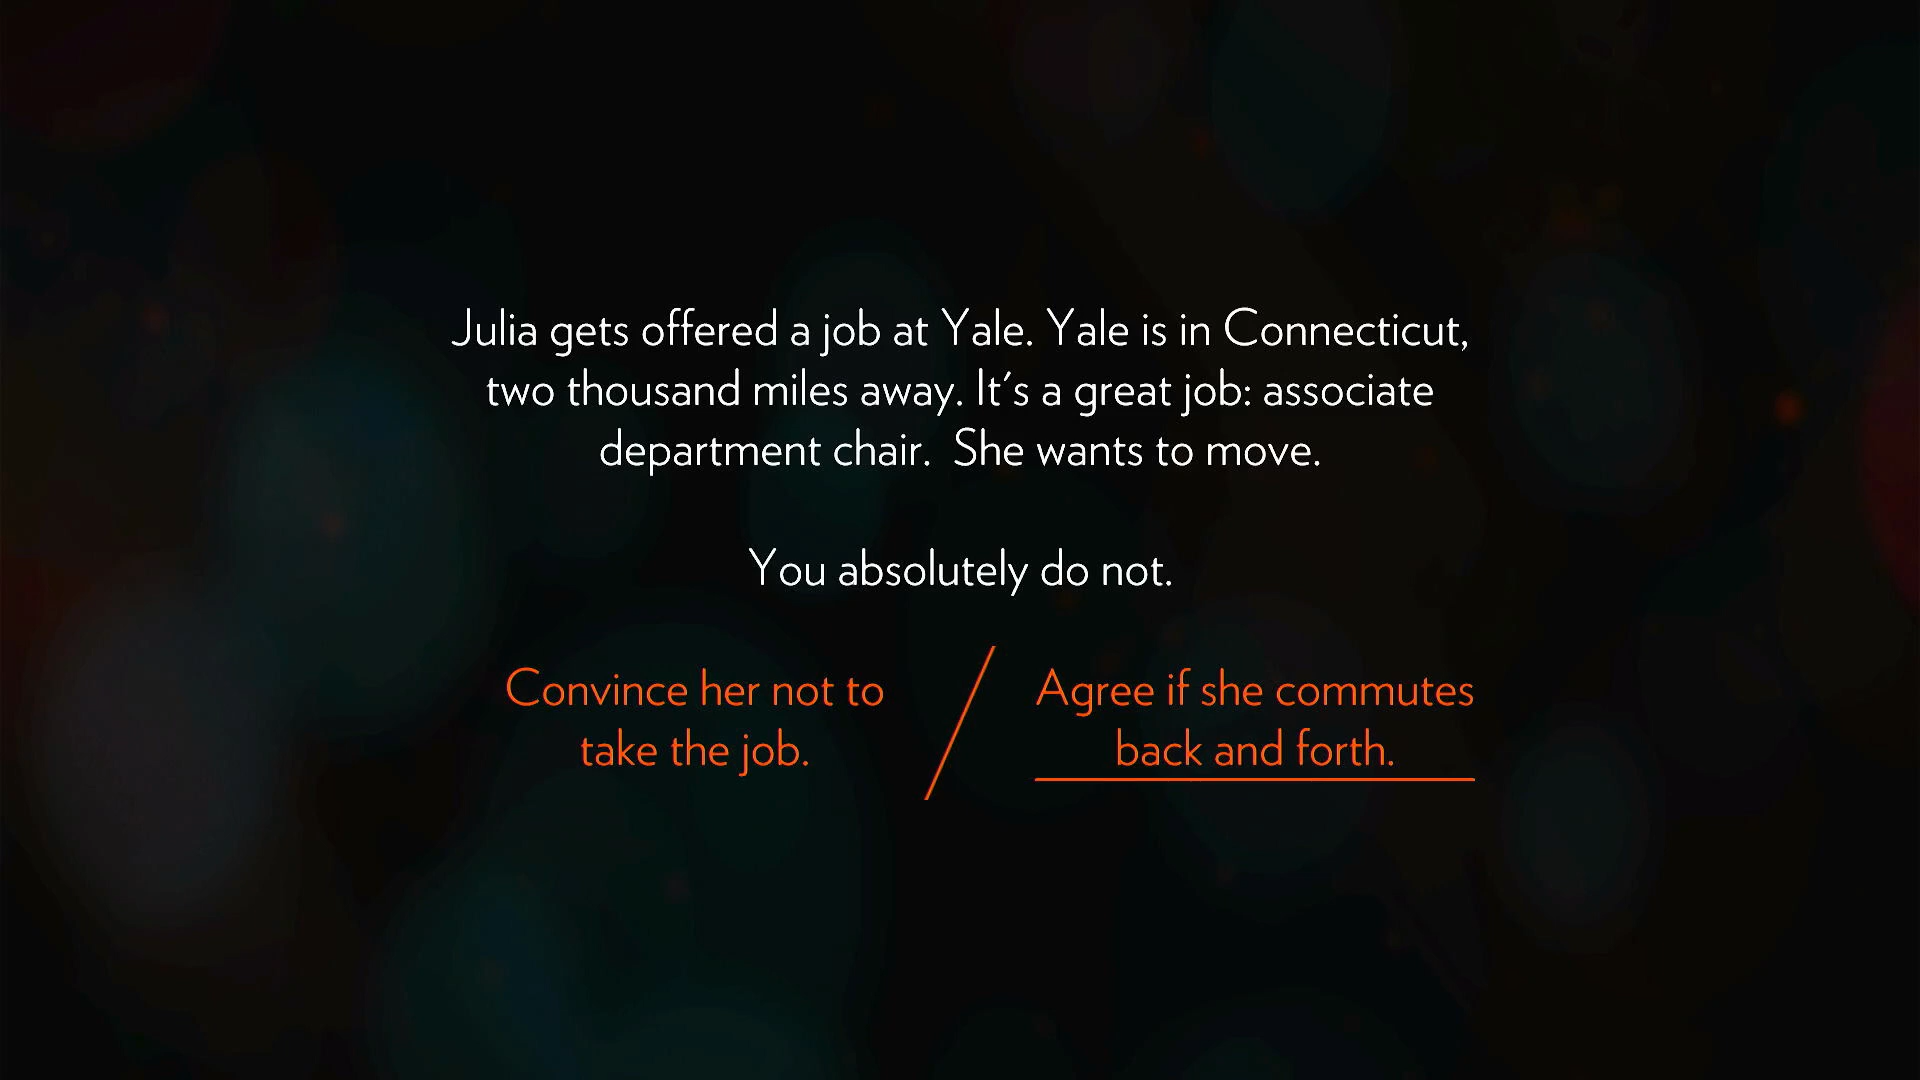 Julia gets offered a job at Yale. Yale is in Connecticut,
two thousand miles away. It's a great job: associate
department chair.  She wants to move.
You absolutely do not.
Convince her not to
take the job.
Agree if she commutes
back and forth.